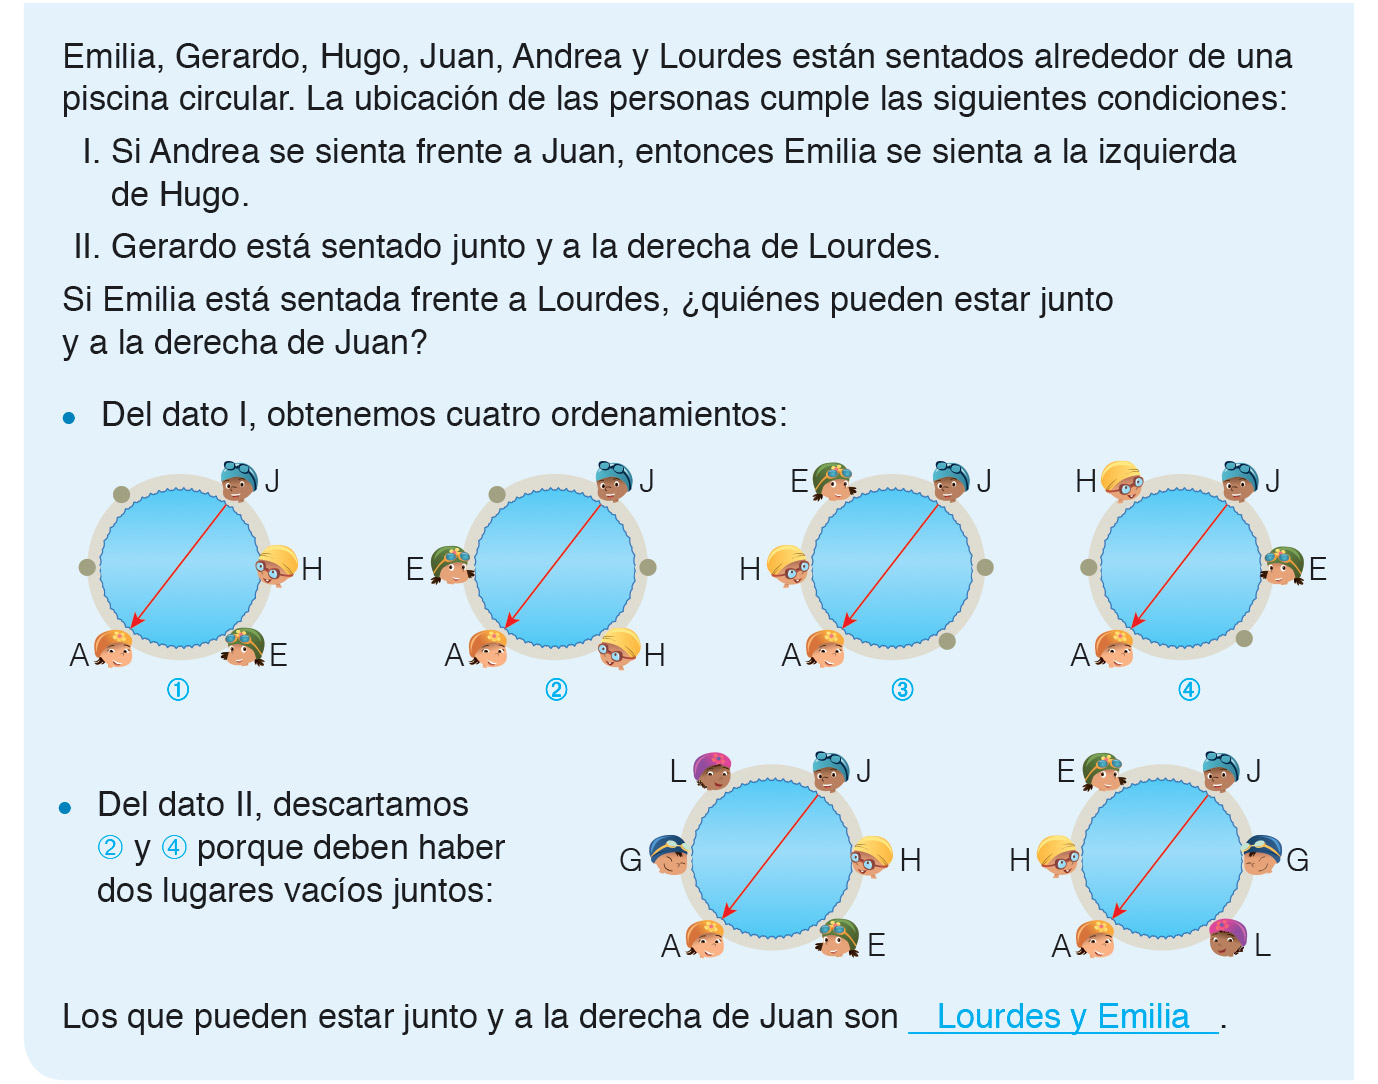 Emilia, Gerardo, Hugo, Juan, Andrea y Lourdes están sentados alrededor de una
piscina circular. La ubicación de las personas cumple las siguientes condiciones:
I. Si Andrea se sienta frente a Juan, entonces Emilia se sienta a la izquierda
de Hugo.
II. Gerardo está sentado junto y a la derecha de Lourdes.
Si Emilia está sentada frente a Lourdes, ¿quiénes pueden estar junto
y a la derecha de Juan?
• Del dato I, obtenemos cuatro ordenamientos:
J
H
A E
①
J
E
A H
②
E J
H
A
③
H J
E
A
④
• Del dato II, descartamos
② y ④ porque deben haber
dos lugares vacíos juntos:
L J
G H
A E
E J
H G
A L
Los que pueden estar junto y a la derecha de Juan son Lourdes y Emilia.